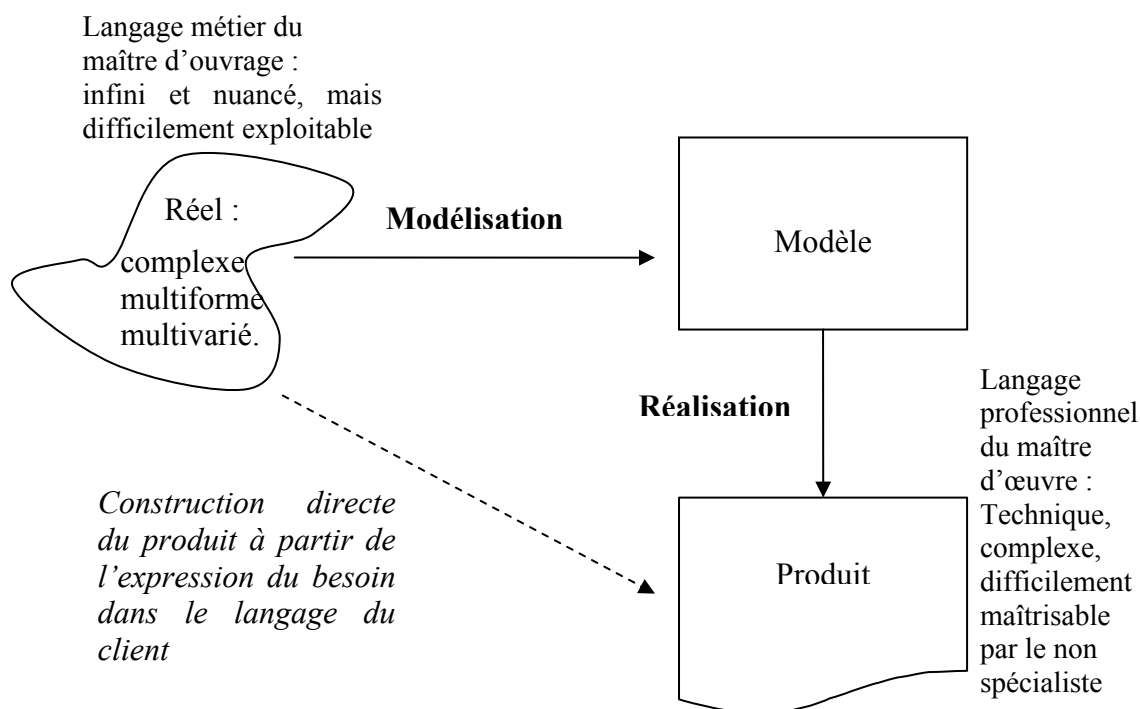 Langage métier du
maître d’ouvrage :
infini et nuancé, mais
difficilement exploitable
Réel :
complexe
multiforme
multivarié.
Modélisation
Modèle
Réalisation
Langage
professionnel
du maître
d’œuvre :
Technique,
complexe,
difficilement
maîtrisable
par le non
spécialiste
Construction directe
du produit à partir de
l’expression du besoin
dans le langage du
client
Produit